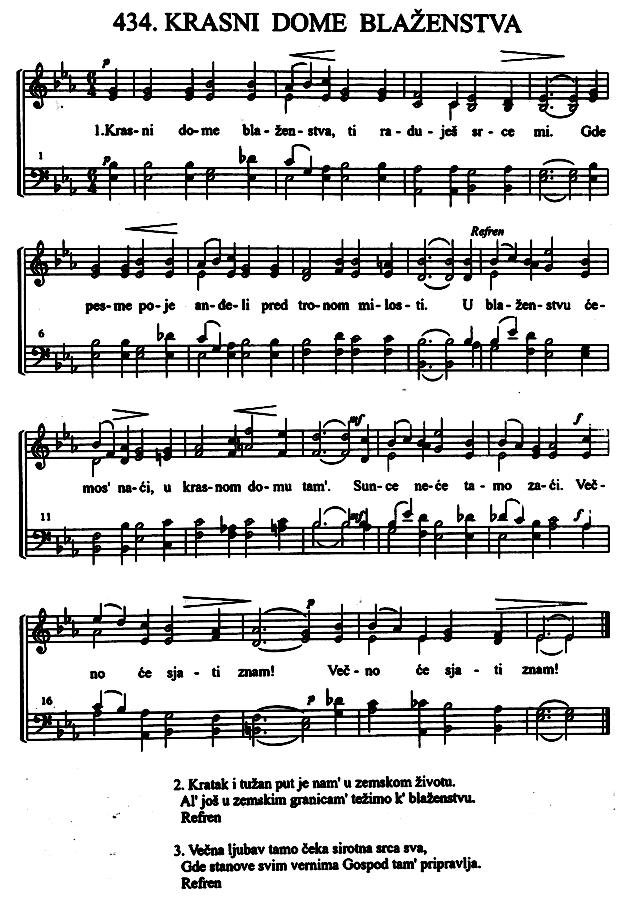 434. KRASNI DOME BLAŽENSTVA
p
1.Kras-ni do-me bla-žen-stva, ti ra-du-ješ sr-ce mi. Gde
1
p
Refren
pes-me po-je an-đe-li pred tro-nom mi-los-ti. U bla-žen-stvu će-
6
mf f
mos' na-ći, u kras-nom do-mu tam'. Sun-ce ne-će ta-mo za-ći. Več-
11
mf f
p
no će sja-ti znam! Več-no će sja-ti znam!
16
p
2. Kratak i tužan put je nam' u zemskom životu.
Al' još u zemskim granicam' težimo k' blaženstvu.
Refren
3. Večna ljubav tamo čeka sirotna srca sva,
Gde stanove svim vernima Gospod tam' pripravlja.
Refren